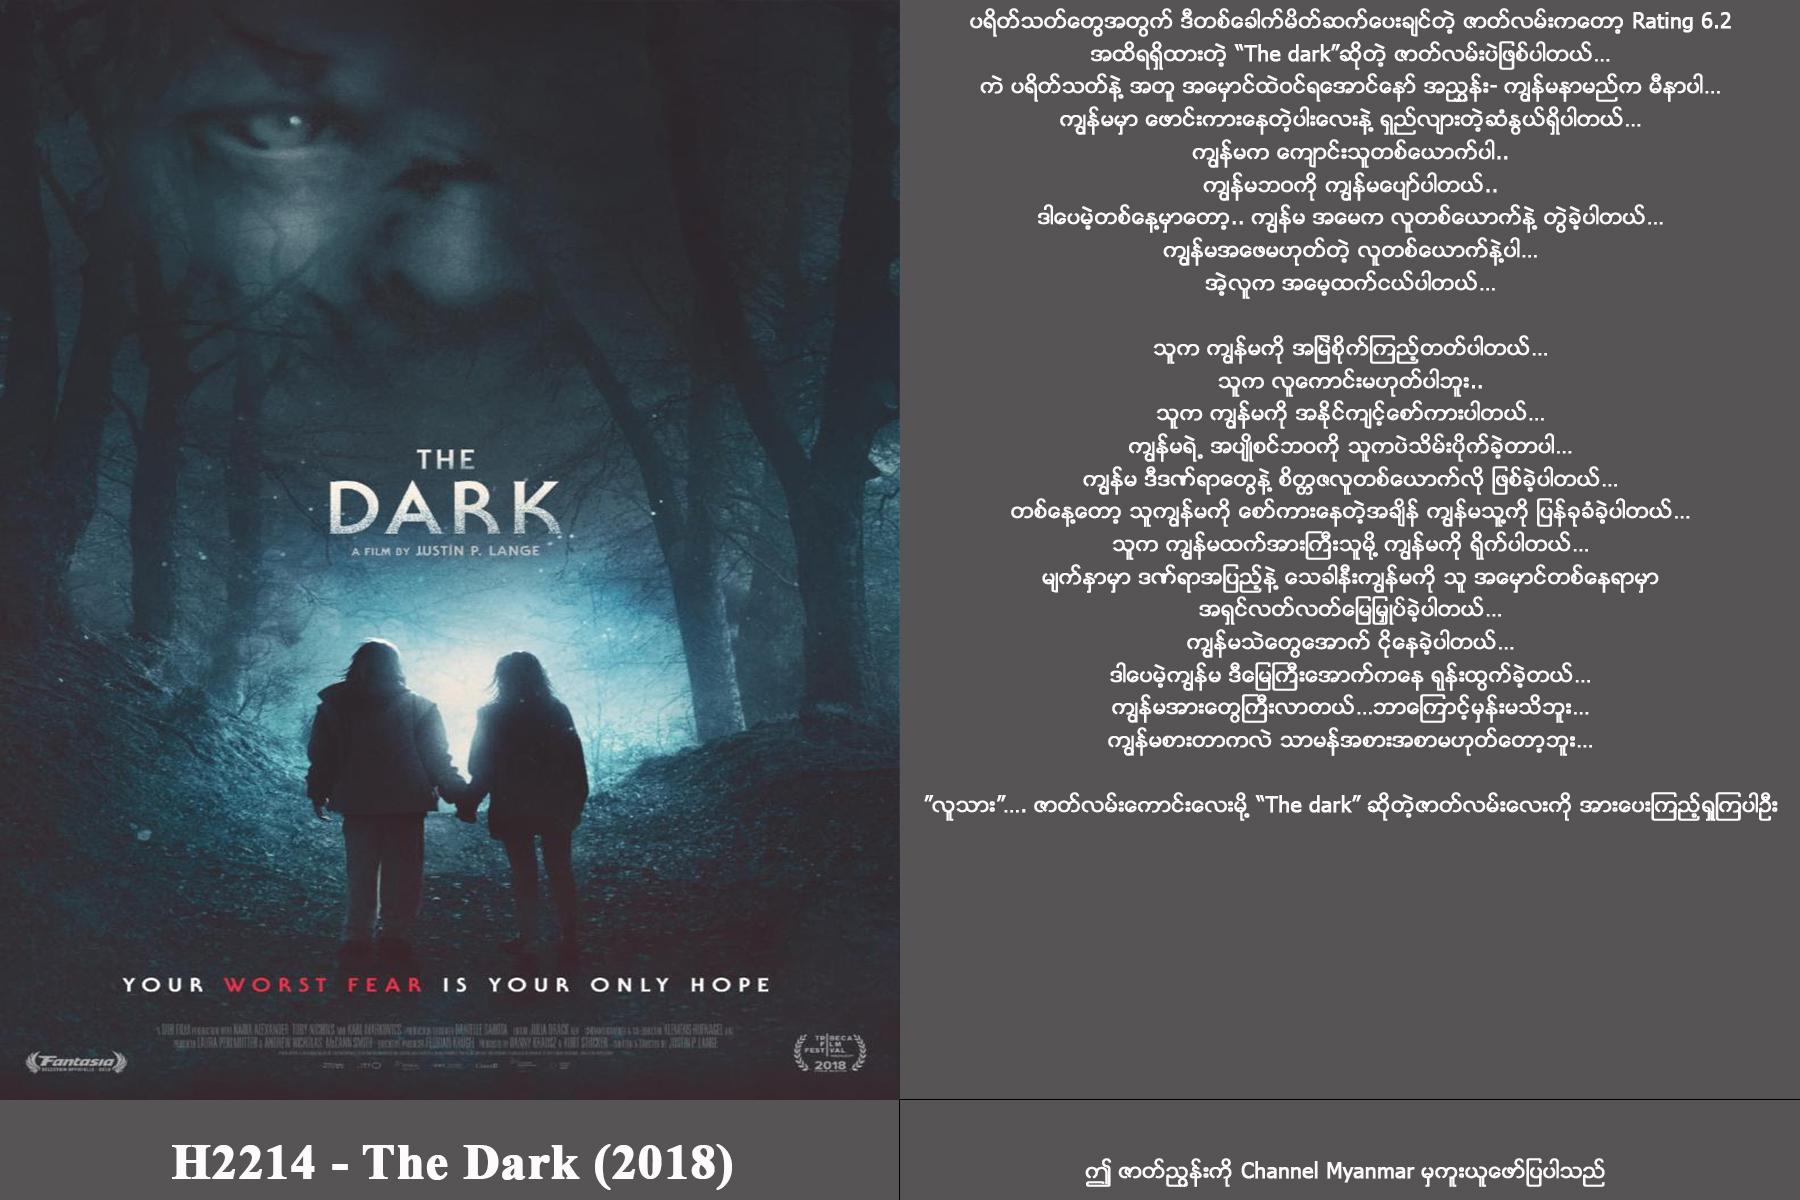 THE
DARK
A FILM BY JUSTIN P. LANGE
YOUR WORST FEAR IS YOUR ONLY HOPE
Fantasia
TRIBECA
FILM
FESTIVAL
2018
H2214 - The Dark (2018)
ပရိတ်သတ်တွေအတွက် ဒီတစ်ခေါက်မိတ်ဆက်ပေးချင်တဲ့ ဇာတ်လမ်းကတော့ Rating 6.2
အထိရရှိထားတဲ့ “The dark”ဆိုတဲ့ ဇာတ်လမ်းပဲဖြစ်ပါတယ်...
ကဲ ပရိတ်သတ်နဲ့ အတူ အမှောင်ထဲဝင်ရအောင်နော် အညွှန်း- ကျွန်မနာမည်က မီနာပါ...
ကျွန်မမှာ ဖောင်းကားနေတဲ့ပါးလေးနဲ့ ရှည်လျားတဲ့ဆံနွယ်ရှိပါတယ်...
ကျွန်မက ကျောင်းသူတစ်ယောက်ပါ..
ကျွန်မဘဝကို ကျွန်မပျော်ပါတယ်..
ဒါပေမဲ့တစ်နေ့မှာတော့.. ကျွန်မ အမေက လူတစ်ယောက်နဲ့ တွဲခဲ့ပါတယ်...
ကျွန်မအဖေမဟုတ်တဲ့ လူတစ်ယောက်နဲ့ပါ...
အဲ့လူက အမေ့ထက်ငယ်ပါတယ်...
သူက ကျွန်မကို အမြဲစိုက်ကြည့်တတ်ပါတယ်...
သူက လူကောင်းမဟုတ်ပါဘူး..
သူက ကျွန်မကို အနိုင်ကျင့်စော်ကားပါတယ်...
ကျွန်မရဲ့ အပျိုစင်ဘဝကို သူကပဲသိမ်းပိုက်ခဲ့တာပါ...
ကျွန်မ ဒီဒဏ်ရာတွေနဲ့ စိတ္တဇလူတစ်ယောက်လို ဖြစ်ခဲ့ပါတယ်...
တစ်နေ့တော့ သူကျွန်မကို စော်ကားနေတဲ့အချိန် ကျွန်မသူ့ကို ပြန်ခုခံခဲ့ပါတယ်...
သူက ကျွန်မထက်အားကြီးသူမို့ ကျွန်မကို ရိုက်ပါတယ်...
မျက်နှာမှာ ဒဏ်ရာအပြည့်နဲ့ သေခါနီးကျွန်မကို သူ အမှောင်တစ်နေရာမှာ
အရှင်လတ်လတ်မြေမြှုပ်ခဲ့ပါတယ်...
ကျွန်မသဲတွေအောက် ငိုနေခဲ့ပါတယ်...
ဒါပေမဲ့ကျွန်မ ဒီမြေကြီးအောက်ကနေ ရုန်းထွက်ခဲ့တယ်...
ကျွန်မအားတွေကြီးလာတယ်...ဘာကြောင့်မှန်းမသိဘူး...
ကျွန်မစားတာကလဲ သာမန်အစားအစာမဟုတ်တော့ဘူး...
”လူသား”.... ဇာတ်လမ်းကောင်းလေးမို့ “The dark” ဆိုတဲ့ဇာတ်လမ်းလေးကို အားပေးကြည့်ရှုကြပါဦး
ဤ ဇာတ်ညွှန်းကို Channel Myanmar မှကူးယူဖော်ပြပါသည်